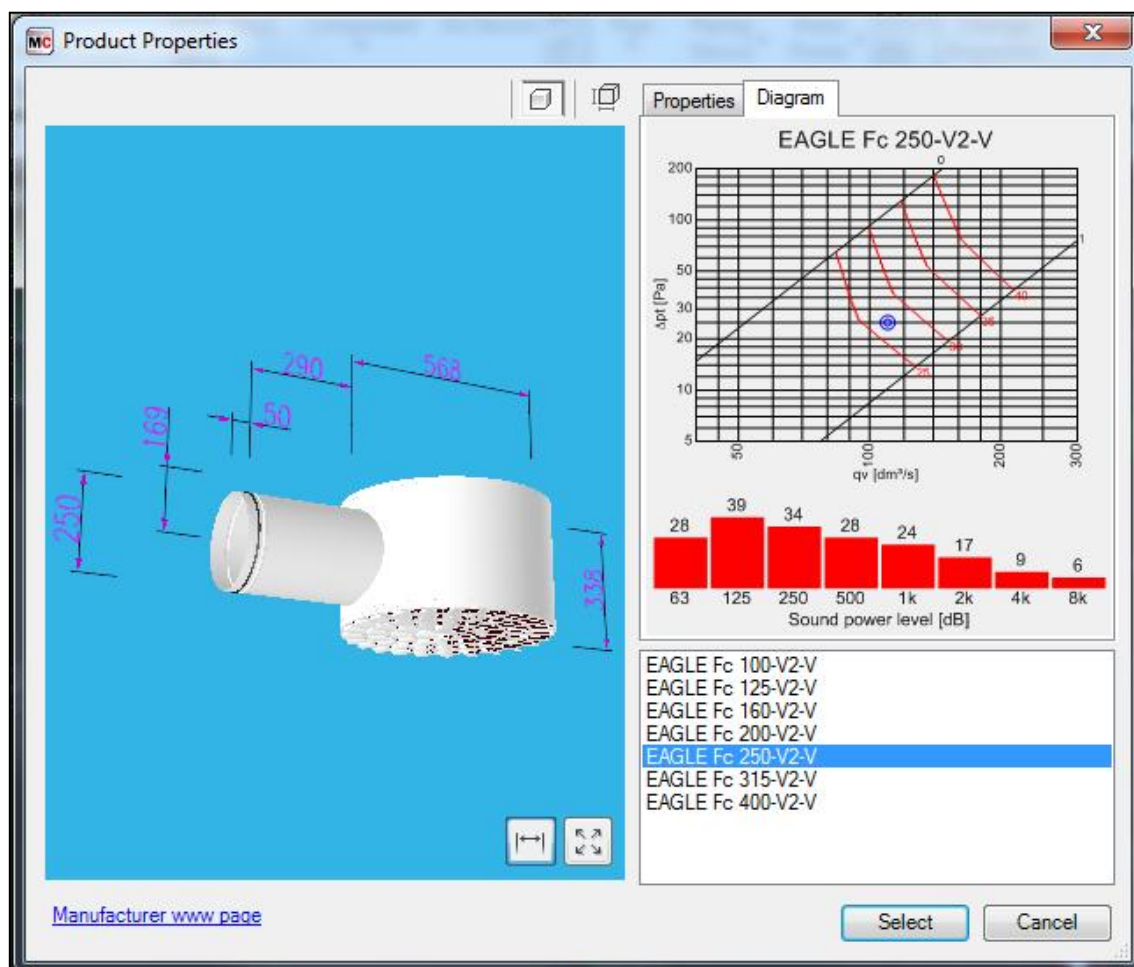 MC Product Properties
Properties
Diagram
290
568
50
169
250
338
EAGLE Fc 250-V2-V
0
200
100
50
30
20
10
5
Δpt [Pa]
1
40
35
30
25
50
100
200
300
qv [dm³/s]
28 39 34 28 24 17 9 6
63 125 250 500 1k 2k 4k 8k
Sound power level [dB]
EAGLE Fc 100-V2-V
EAGLE Fc 125-V2-V
EAGLE Fc 160-V2-V
EAGLE Fc 200-V2-V
EAGLE Fc 250-V2-V
EAGLE Fc 315-V2-V
EAGLE Fc 400-V2-V
Manufacturer www page
Select
Cancel